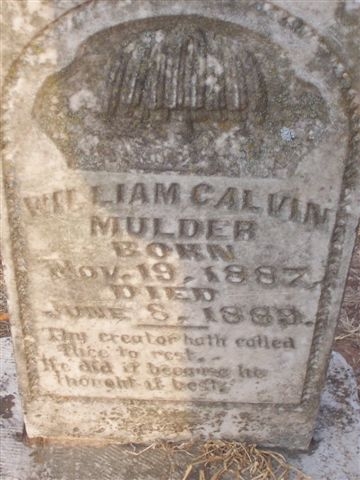 WILLIAM CALVIN
MULDER
BORN
NOV. 19, 1887.
DIED
JUNE 8, 1889.
Thy creator hath called
thee to rest.
He did it because he
thought it best.